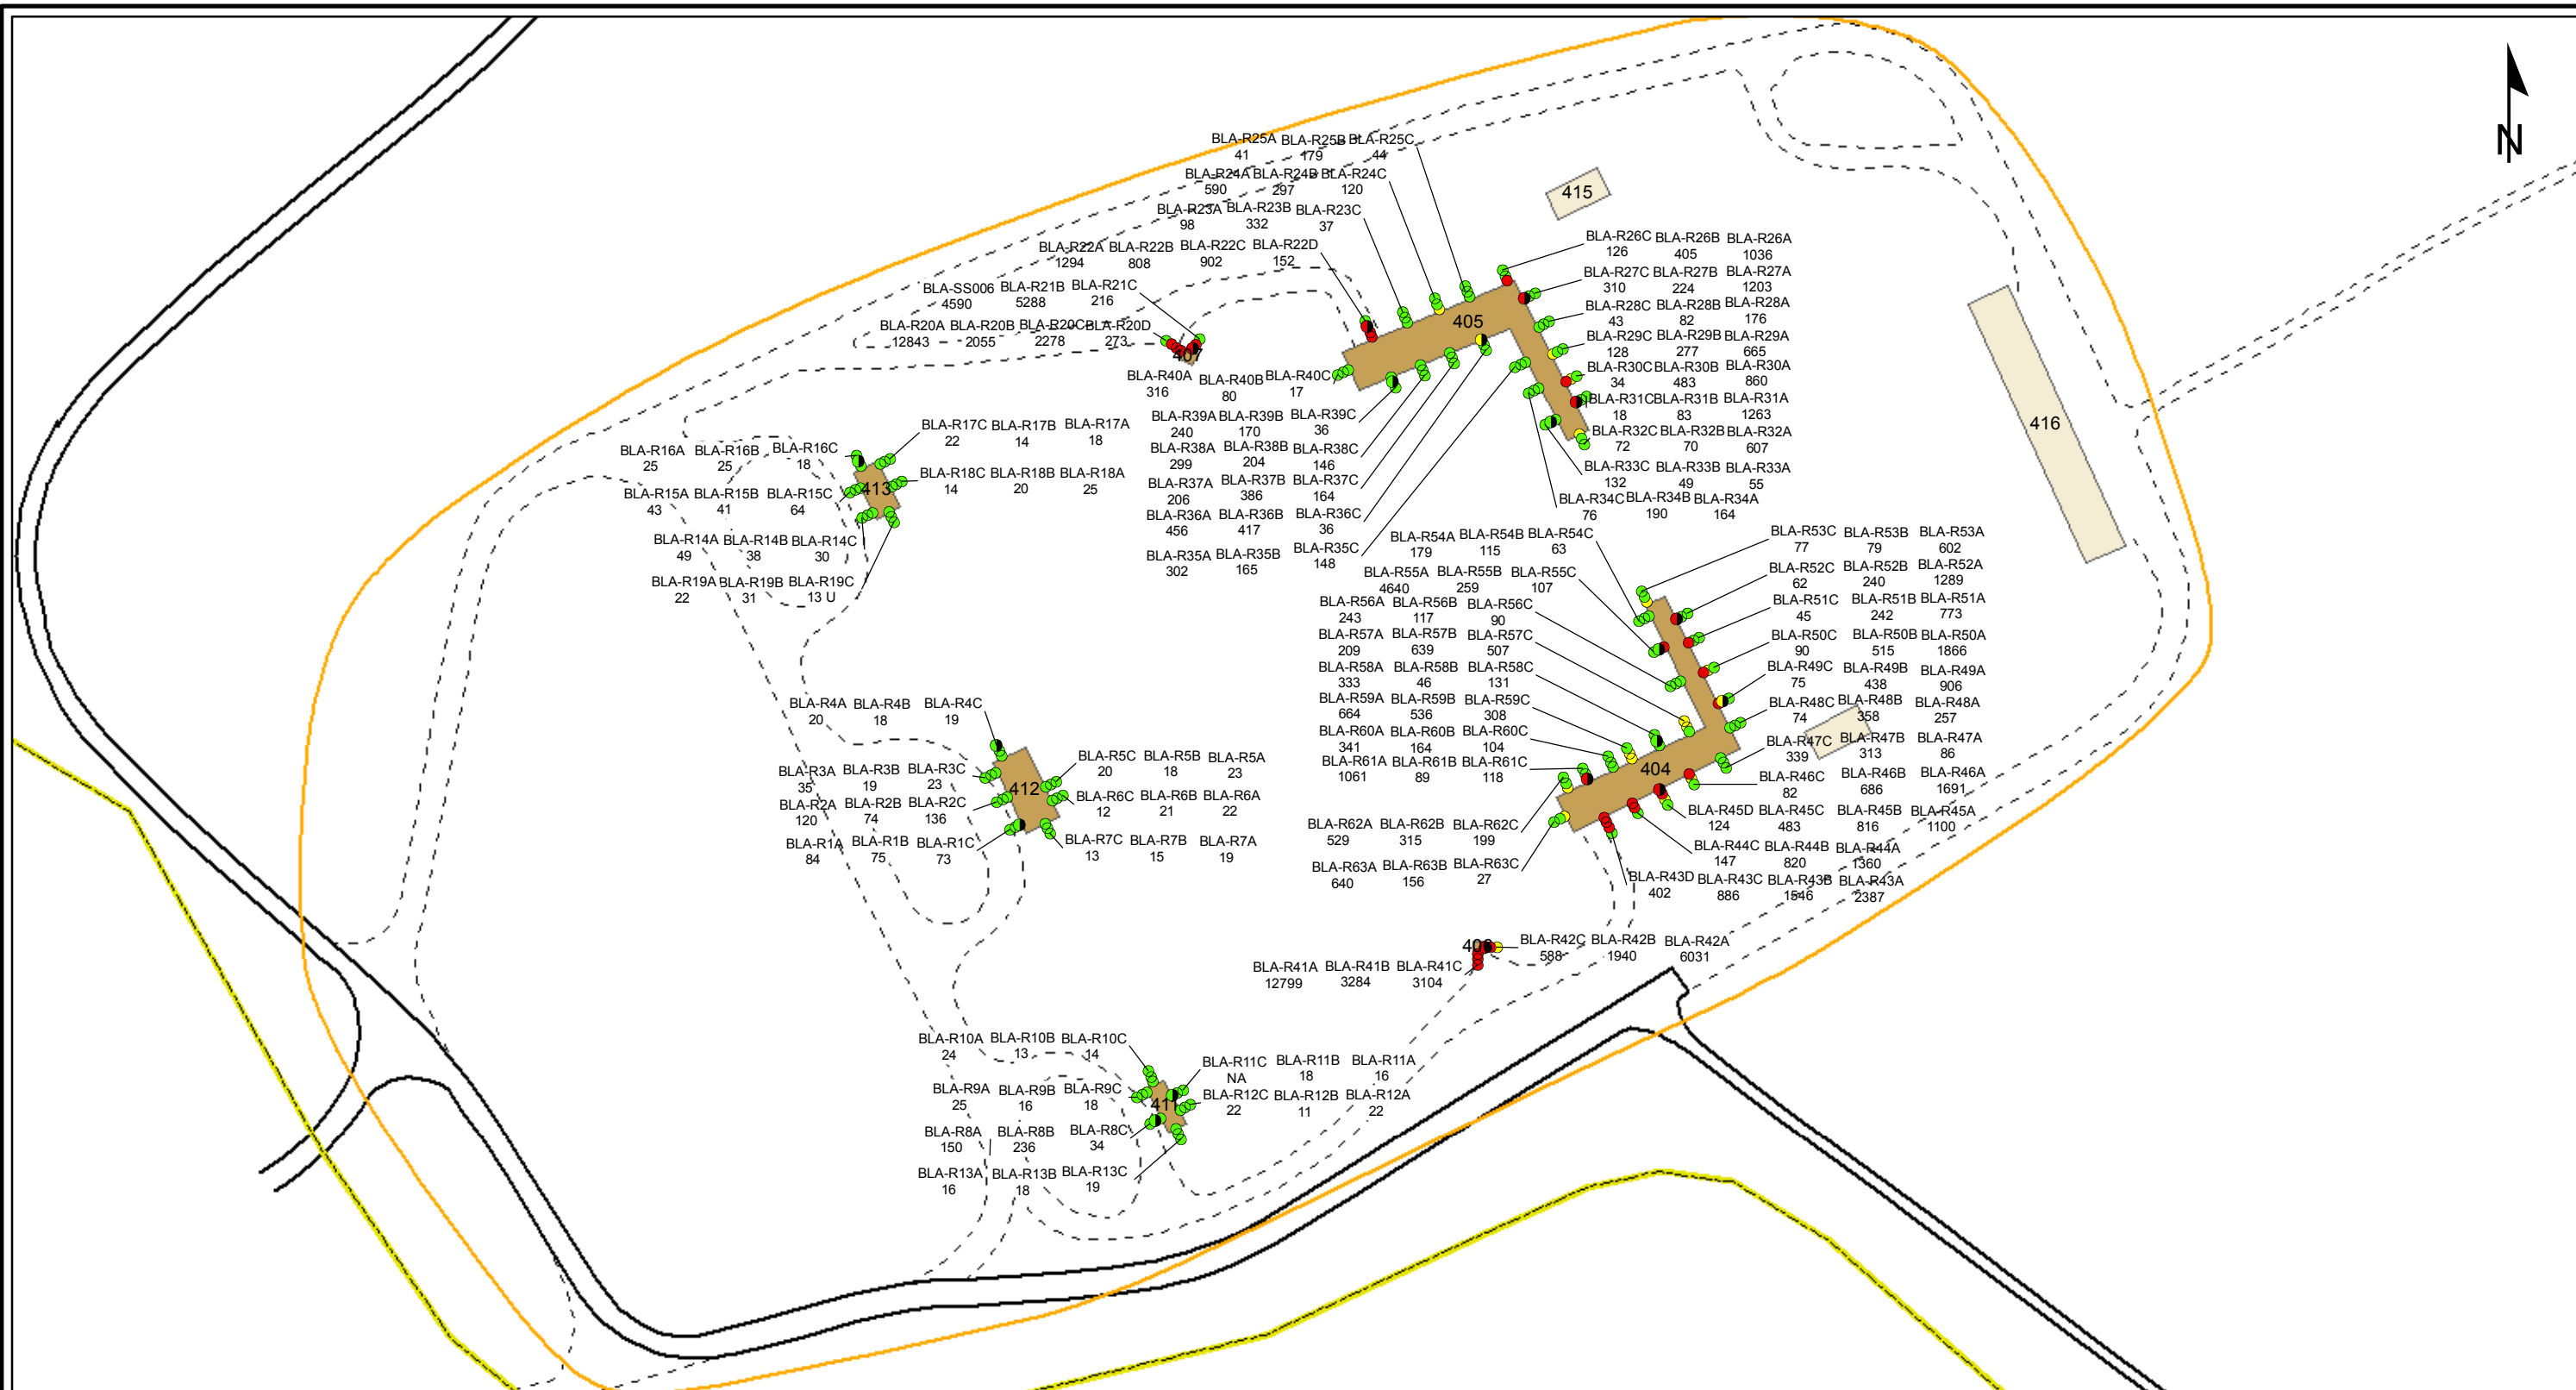 N
BLA-R25A BLA-R25B BLA-R25C
41 179 44
BLA-R24A BLA-R24B BLA-R24C
590 297 120
415
BLA-R23A BLA-R23B BLA-R23C
98 332 37
BLA-R22A BLA-R22B BLA-R22C BLA-R22D
1294 808 902 152
BLA-SS006 BLA-R21B BLA-R21C
4590 5288 216
BLA-R20A BLA-R20B BLA-R20C BLA-R20D
12843 2055 2278 273
407
405
BLA-R26C BLA-R26B BLA-R26A
126 405 1036
BLA-R27C BLA-R27B BLA-R27A
310 224 1203
BLA-R28C BLA-R28B BLA-R28A
43 82 176
BLA-R29C BLA-R29B BLA-R29A
128 277 665
BLA-R30C BLA-R30B BLA-R30A
34 483 860
BLA-R31C BLA-R31B BLA-R31A
18 83 1263
BLA-R32C BLA-R32B BLA-R32A
72 70 607
BLA-R33C BLA-R33B BLA-R33A
132 49 55
BLA-R34C BLA-R34B BLA-R34A
76 190 164
416
BLA-R40A BLA-R40B BLA-R40C
316 80 17
BLA-R39A BLA-R39B BLA-R39C
240 170 36
BLA-R38A BLA-R38B BLA-R38C
299 204 146
BLA-R37A BLA-R37B BLA-R37C
206 386 164
BLA-R36A BLA-R36B BLA-R36C
456 417 36
BLA-R35A BLA-R35B BLA-R35C
302 165 148
BLA-R17C BLA-R17B BLA-R17A
22 14 18
BLA-R16A BLA-R16B BLA-R16C
25 25 18
413
BLA-R18C BLA-R18B BLA-R18A
14 20 25
BLA-R15A BLA-R15B BLA-R15C
43 41 64
BLA-R14A BLA-R14B BLA-R14C
49 38 30
BLA-R19A BLA-R19B BLA-R19C
22 31 13 U
BLA-R54A BLA-R54B BLA-R54C
179 115 63
BLA-R55A BLA-R55B BLA-R55C
4640 259 107
BLA-R56A BLA-R56B BLA-R56C
243 117 90
BLA-R57A BLA-R57B BLA-R57C
209 639 507
BLA-R58A BLA-R58B BLA-R58C
333 46 131
BLA-R59A BLA-R59B BLA-R59C
664 536 308
BLA-R60A BLA-R60B BLA-R60C
341 164 104
BLA-R61A BLA-R61B BLA-R61C
1061 89 118
BLA-R62A BLA-R62B BLA-R62C
529 315 199
BLA-R63A BLA-R63B BLA-R63C
640 156 27
404
BLA-R53C BLA-R53B BLA-R53A
77 79 602
BLA-R52C BLA-R52B BLA-R52A
62 240 1289
BLA-R51C BLA-R51B BLA-R51A
45 242 773
BLA-R50C BLA-R50B BLA-R50A
90 515 1866
BLA-R49C BLA-R49B BLA-R49A
75 438 906
BLA-R48C BLA-R48B BLA-R48A
74 358 257
BLA-R47C BLA-R47B BLA-R47A
339 313 86
BLA-R46C BLA-R46B BLA-R46A
82 686 1691
BLA-R45D BLA-R45C BLA-R45B BLA-R45A
124 483 816 1100
BLA-R44C BLA-R44B BLA-R44A
147 820 1360
BLA-R43D BLA-R43C BLA-R43B BLA-R43A
402 886 1546 2387
BLA-R4A BLA-R4B BLA-R4C
20 18 19
BLA-R3A BLA-R3B BLA-R3C
35 19 23
BLA-R2A BLA-R2B BLA-R2C
120 74 136
BLA-R1A BLA-R1B BLA-R1C
84 75 73
412
BLA-R5C BLA-R5B BLA-R5A
20 18 23
BLA-R6C BLA-R6B BLA-R6A
12 21 22
BLA-R7C BLA-R7B BLA-R7A
13 15 19
BLA-R42C BLA-R42B BLA-R42A
588 1940 6031
BLA-R41A BLA-R41B BLA-R41C
12799 3284 3104
BLA-R10A BLA-R10B BLA-R10C
24 13 14
BLA-R9A BLA-R9B BLA-R9C
25 16 18
BLA-R8A BLA-R8B BLA-R8C
150 236 34
BLA-R13A BLA-R13B BLA-R13C
16 18 19
411
BLA-R11C BLA-R11B BLA-R11A
NA 18 16
BLA-R12C BLA-R12B BLA-R12A
22 11 22